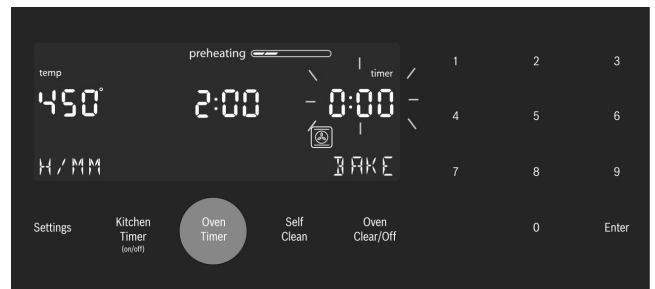 preheating
temp
timer
450°
2:00
0:00
H/MM
BAKE
1
2
3
4
5
6
7
8
9
0
Enter
Settings
Kitchen
Timer
(on/off)
Oven
Timer
Self
Clean
Oven
Clear/Off